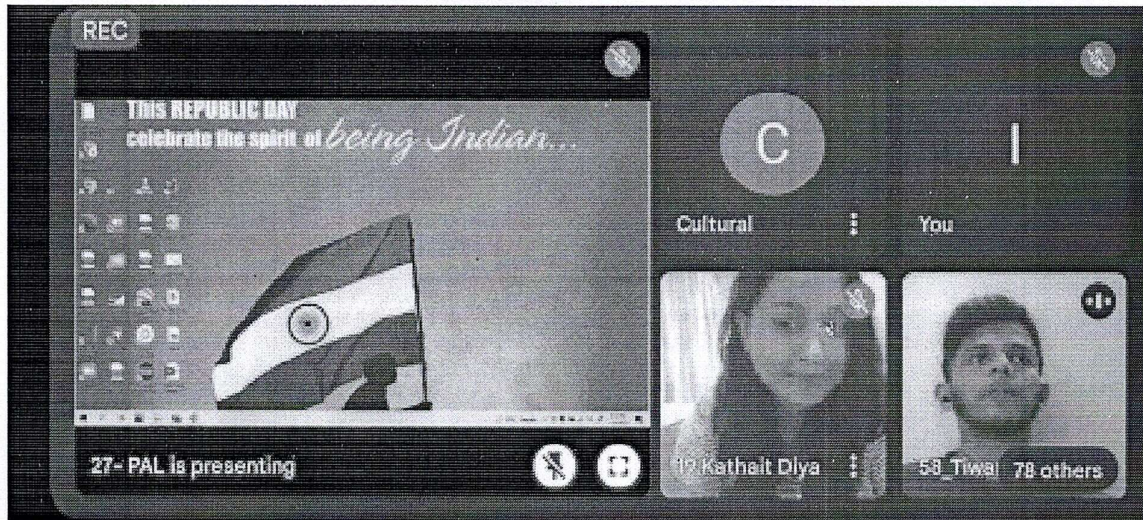 REC
This REPUBLIC DAY
celebrate the spirit of being Indian...
C
I
Cultural
You
27- PAL is presenting
19 Kathait Diya
58_Tiwa
78 others